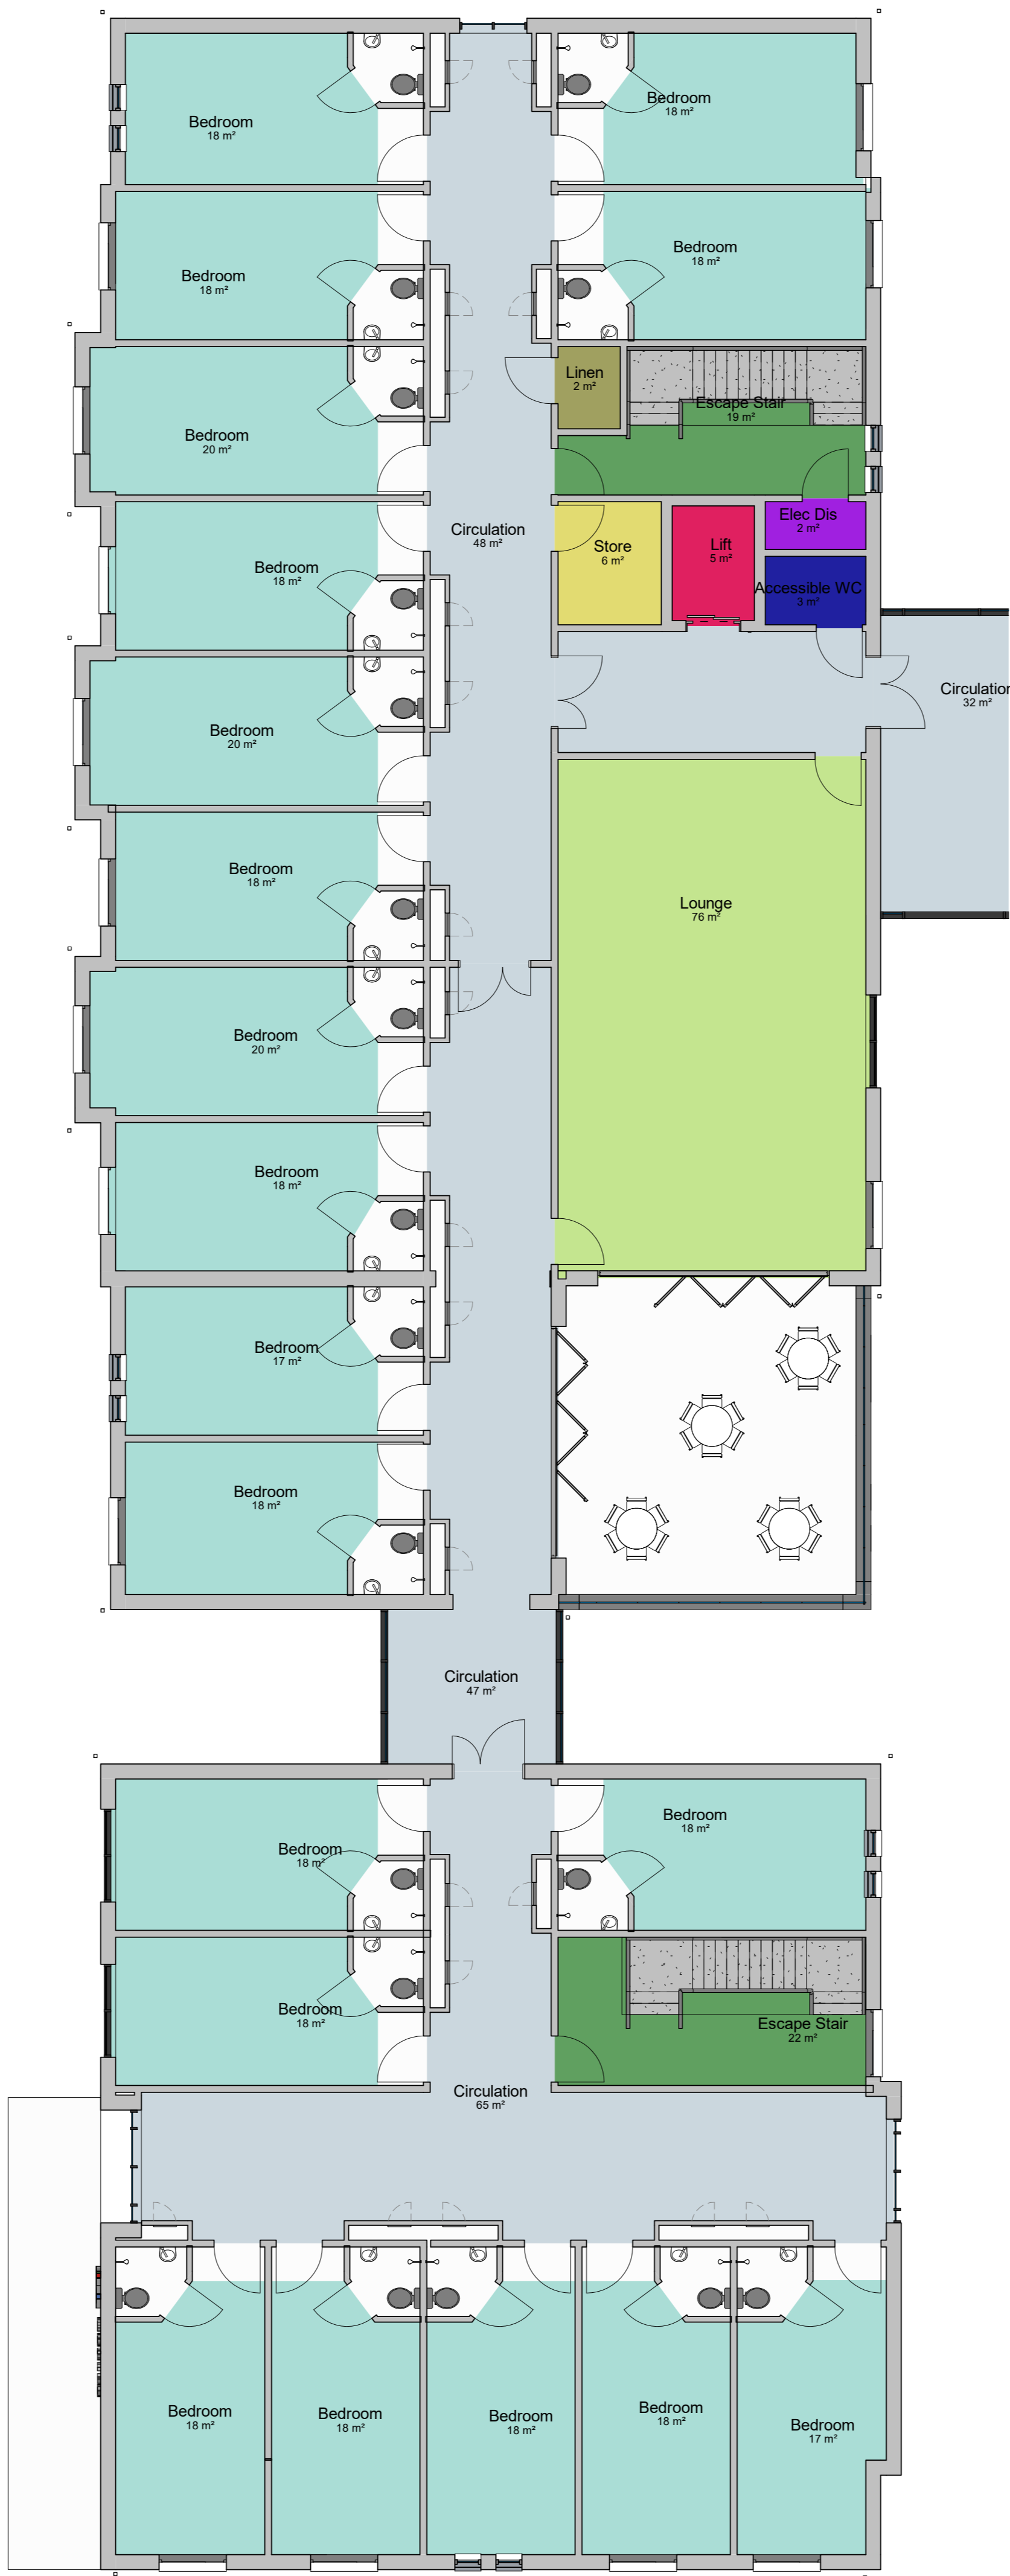 Bedroom
18 m²
Bedroom
18 m²
Bedroom
18 m²
Bedroom
18 m²
Linen
2 m²
Escape Stair
19 m²
Bedroom
20 m²
Elec Dis
2 m²
Circulation
48 m²
Store
6 m²
Lift
5 m²
Bedroom
18 m²
Accessible WC
3 m²
Circulation
32 m²
Bedroom
20 m²
Bedroom
18 m²
Lounge
76 m²
Bedroom
20 m²
Bedroom
18 m²
Bedroom
17 m²
Bedroom
18 m²
Circulation
47 m²
Bedroom
18 m²
Bedroom
18 m²
Bedroom
18 m²
Escape Stair
22 m²
Circulation
65 m²
Bedroom
18 m²
Bedroom
18 m²
Bedroom
18 m²
Bedroom
18 m²
Bedroom
17 m²